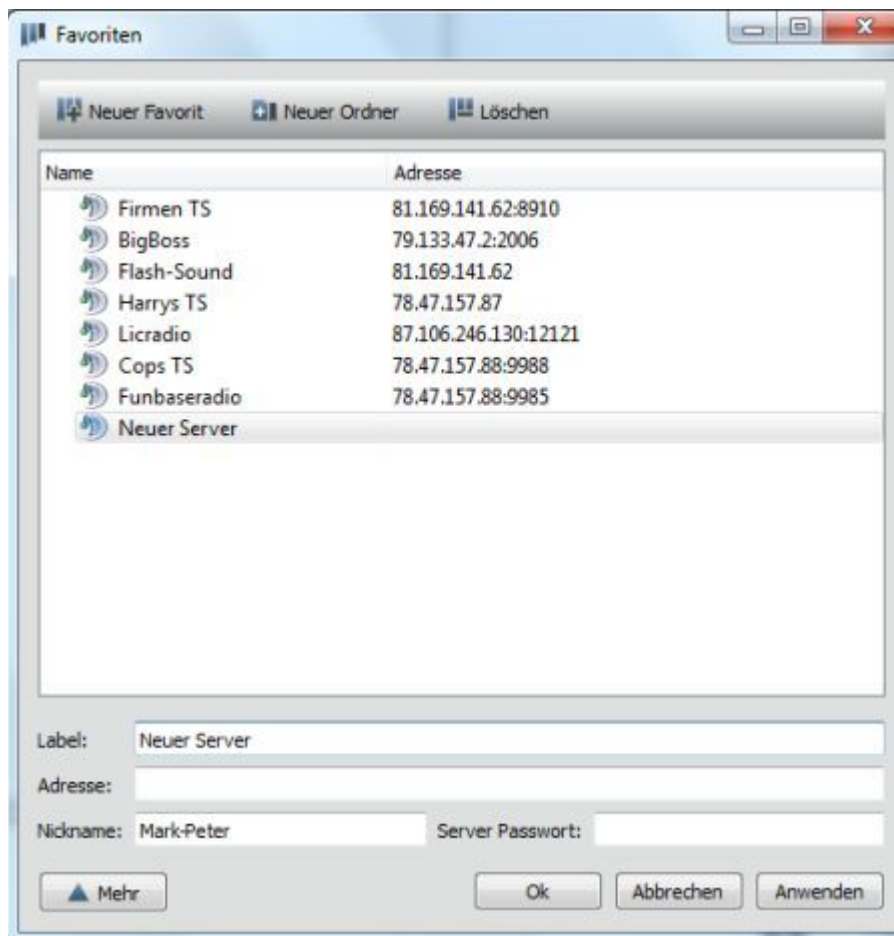 Favoriten
Neuer Favorit Neuer Ordner Löschen
Name Adresse
Firmen TS 81.169.141.62:8910
BigBoss 79.133.47.2:2006
Flash-Sound 81.169.141.62
Harrys TS 78.47.157.87
Licradio 87.106.246.130:12121
Cops TS 78.47.157.88:9988
Funbaseradio 78.47.157.88:9985
Neuer Server
Label: Neuer Server
Adresse:
Nickname: Mark-Peter Server Passwort:
Mehr Ok Abbrechen Anwenden